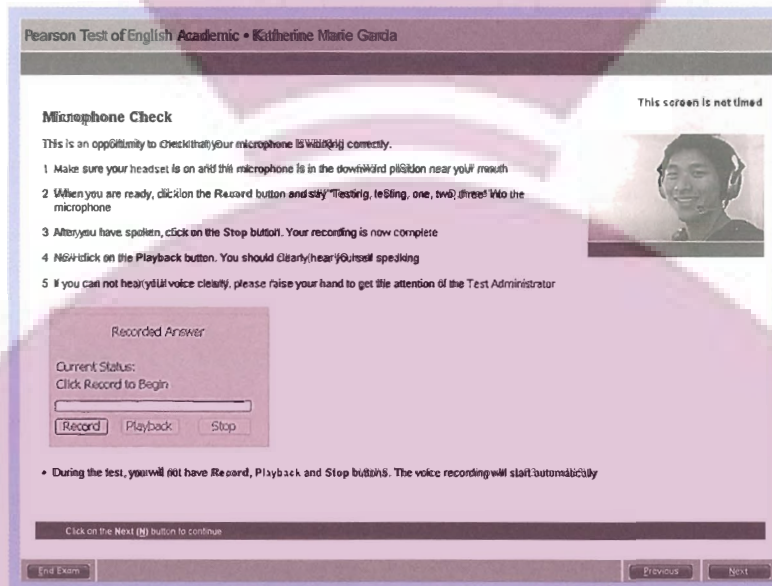 Pearson Test of English Academic • Katherine Marie Garda
This screen is not timed
Microphone Check
This is an opportunity to check that your microphone is working correctly.
1 Make sure your headset is on and the microphone is in the downward position near your mouth
2 When you are ready, click on the Record button and say "Testing, testing, one, two, three" into the
microphone
3 After you have spoken, click on the Stop button. Your recording is now complete
4 Now click on the Playback button. You should clearly hear yourself speaking
5 If you can not hear your voice clearly, please raise your hand to get the attention of the Test Administrator
Recorded Answer
Current Status:
Click Record to Begin
Record Playback Stop
• During the test, you will not have Record, Playback and Stop buttons. The voice recording will start automatically
Click on the Next (N) button to continue
End Exam Previous Next